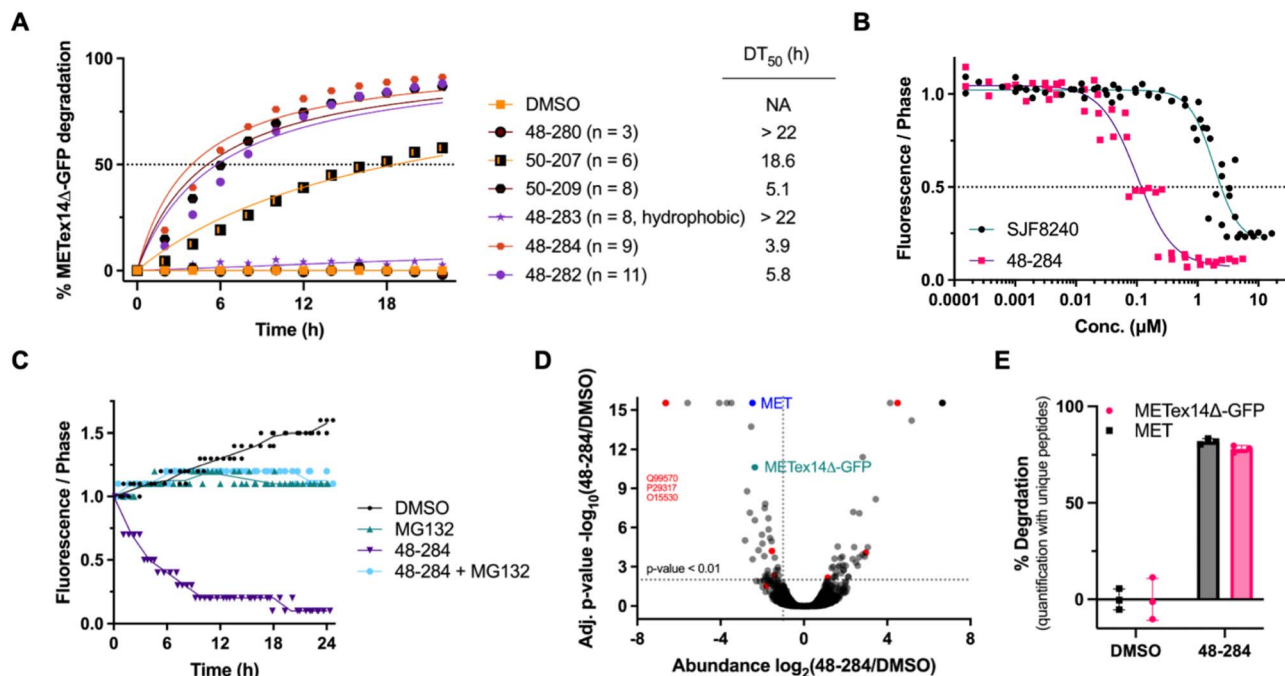 A
% METex14Δ-GFP degradation
100
50
0
0 6 12 18
Time (h)
DT50 (h)
DMSO NA
48-280 (n = 3) > 22
50-207 (n = 6) 18.6
50-209 (n = 8) 5.1
48-283 (n = 8, hydrophobic) > 22
48-284 (n = 9) 3.9
48-282 (n = 11) 5.8
B
Fluorescence / Phase
1.0
0.5
0.0
SJF8240
48-284
0.0001 0.001 0.01 0.1 1 10
Conc. (µM)
C
Fluorescence / Phase
1.5
1.0
0.5
0.0
0 6 12 18 24
Time (h)
DMSO
MG132
48-284
48-284 + MG132
D
Adj. p-value -log10(48-284/DMSO)
15
12
9
6
3
0
MET
METex14Δ-GFP
Q99570
P29317
O15530
p-value < 0.01
-8 -4 0 4 8
Abundance log2(48-284/DMSO)
E
% Degrdation
(quantification with unique peptides)
100
50
0
METex14Δ-GFP
MET
DMSO 48-284